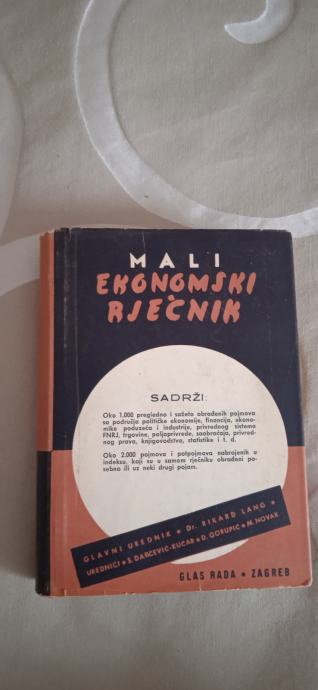 MALI
EKONOMSKI
RJEČNIK
SADRŽI:
Oko 1.000 pregledno i sažeto obrađenih pojmova
sa područja političke ekonomije, financija, ekono-
mike poduzeća i industrije, privrednog sistema
FNRJ, trgovine, poljoprivrede, saobraćaja, privred-
nog prava, knjigovodstva, statistike i t. d.
Oko 2.000 pojmova i potpojmova nabrojenih u
indeksu, koji su u samom rječniku obrađeni po-
sebno ili uz neki drugi pojam.
GLAVNI UREDNIK • Dr. RIKARD LANG •
UREDNICI • S. DABČEVIĆ-KUČAR • D. GORUPIĆ • M. NOVAK
GLAS RADA • ZAGREB